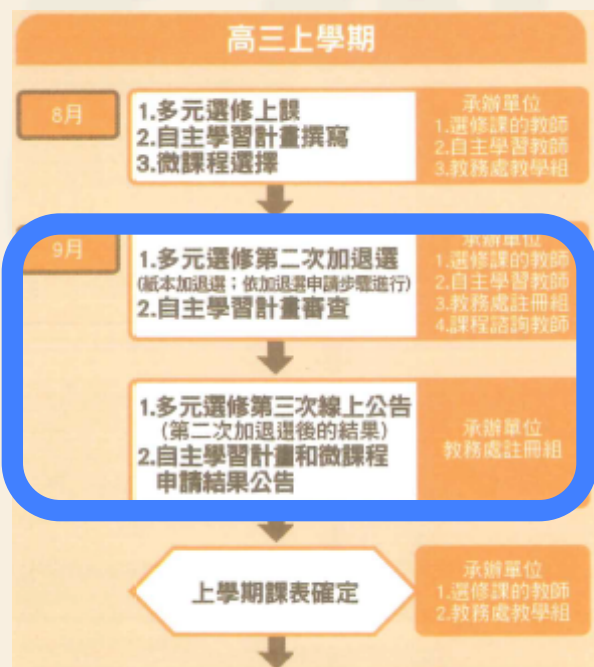 高三上學期
8月
1.多元選修上課
2.自主學習計畫撰寫
3.微課程選擇
承辦單位
1.選修課的教師
2.自主學習教師
3.教務處教學組
9月
1.多元選修第二次加退選
(紙本加退選；依加退選申請步驟進行)
2.自主學習計畫審查
承辦單位
1.選修課的教師
2.自主學習教師
3.教務處註冊組
4.課程諮詢教師
1.多元選修第三次線上公告
(第二次加退選後的結果)
2.自主學習計畫和微課程
申請結果公告
承辦單位
教務處註冊組
上學期課表確定
承辦單位
1.選修課的教師
2.教務處教學組